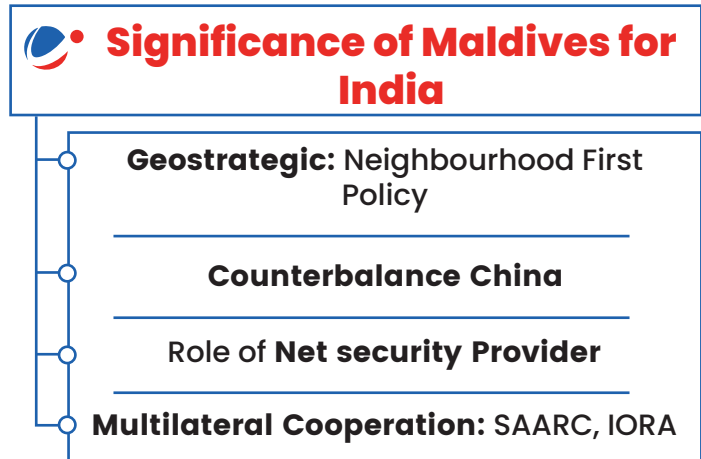 Significance of Maldives for
India
Geostrategic: Neighbourhood First
Policy
Counterbalance China
Role of Net security Provider
Multilateral Cooperation: SAARC, IORA